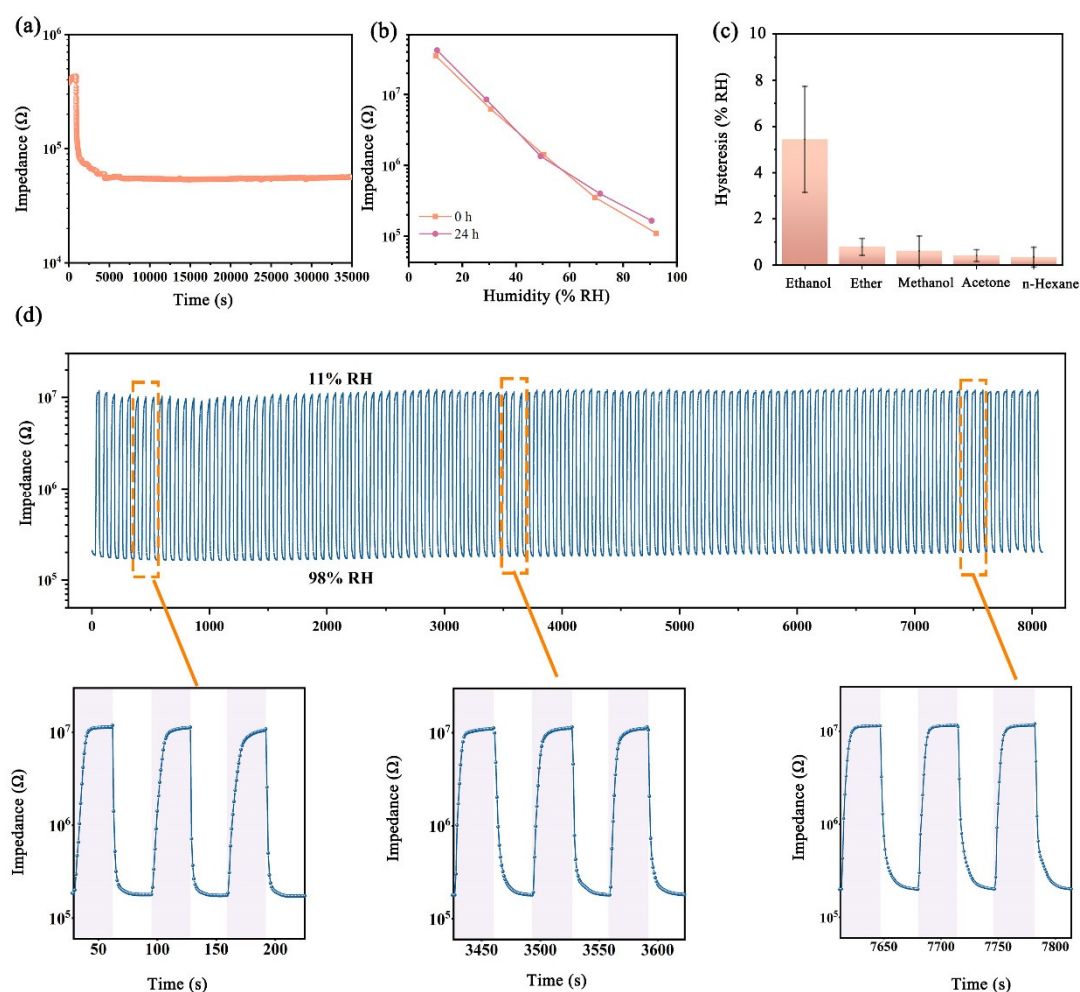 (a)
10^6
10^5
10^4
Impedance (Ω)
0 5000 10000 15000 20000 25000 30000 35000
Time (s)
(b)
10^7
10^6
10^5
Impedance (Ω)
0 h
24 h
0 20 40 60 80 100
Humidity (% RH)
(c)
10
8
6
4
2
0
Hysteresis (% RH)
Ethanol Ether Methanol Acetone n-Hexane
(d)
11% RH
10^7
10^6
10^5
Impedance (Ω)
98% RH
0 1000 2000 3000 4000 5000 6000 7000 8000
10^7
10^6
10^5
Impedance (Ω)
50 100 150 200
Time (s)
10^7
10^6
10^5
Impedance (Ω)
3450 3500 3550 3600
Time (s)
10^7
10^6
10^5
Impedance (Ω)
7650 7700 7750 7800
Time (s)